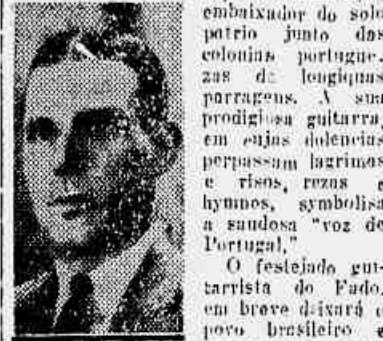 embaixador do solo
patrio junto das
colonias portugue-
zas de longiquas
parragens. A sua
prodigiosa guitarra,
em cujas dolencias
perpassam lagrimas
e risos, rezas e
hymnos, symbolisa
a saudosa "voz de
Portugal."
O festejado gui-
tarrista do Fado,
em breve deixará o
povo brasileiro e